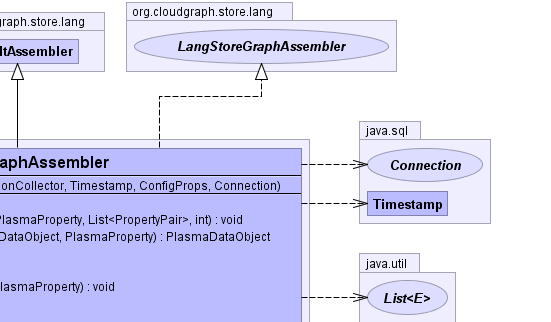 graph.store.lang
org.cloudgraph.store.lang
ltAssembler
LangStoreGraphAssembler
java.sql
Connection
Timestamp
aphAssembler
onCollector, Timestamp, ConfigProps, Connection)
PlasmaProperty, List<PropertyPair>, int) : void
DataObject, PlasmaProperty) : PlasmaDataObject
java.util
lasmaProperty) : void
List<E>